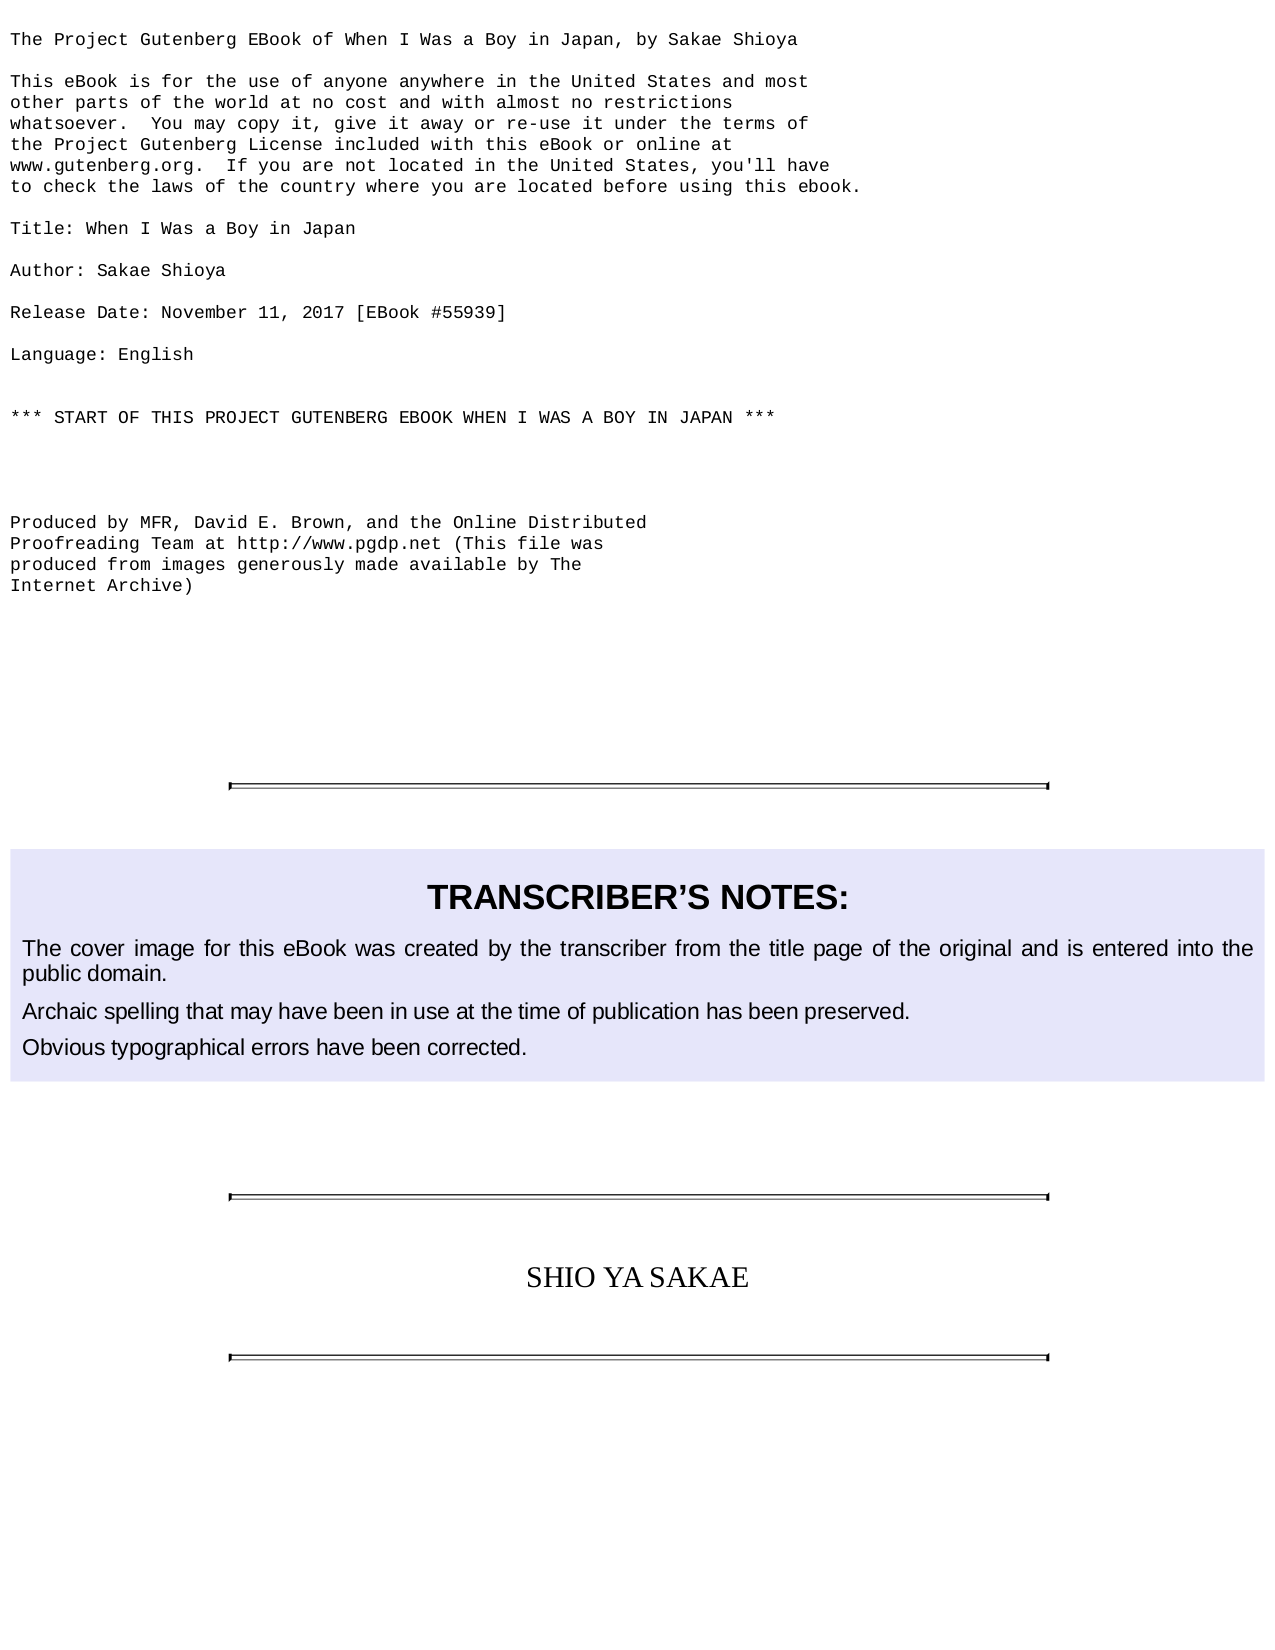 The Project Gutenberg EBook of When I Was a Boy in Japan, by Sakae Shioya
This eBook is for the use of anyone anywhere in the United States and most
other parts of the world at no cost and with almost no restrictions
whatsoever.  You may copy it, give it away or re-use it under the terms of
the Project Gutenberg License included with this eBook or online at
www.gutenberg.org.  If you are not located in the United States, you'll have
to check the laws of the country where you are located before using this ebook.
Title: When I Was a Boy in Japan
Author: Sakae Shioya
Release Date: November 11, 2017 [EBook #55939]
Language: English
*** START OF THIS PROJECT GUTENBERG EBOOK WHEN I WAS A BOY IN JAPAN ***
Produced by MFR, David E. Brown, and the Online Distributed
Proofreading Team at http://www.pgdp.net (This file was
produced from images generously made available by The
Internet Archive)
TRANSCRIBER’S NOTES:
The cover image for this eBook was created by the transcriber from the title page of the original and is entered into the
public domain.
Archaic spelling that may have been in use at the time of publication has been preserved.
Obvious typographical errors have been corrected.
SHIO YA SAKAE